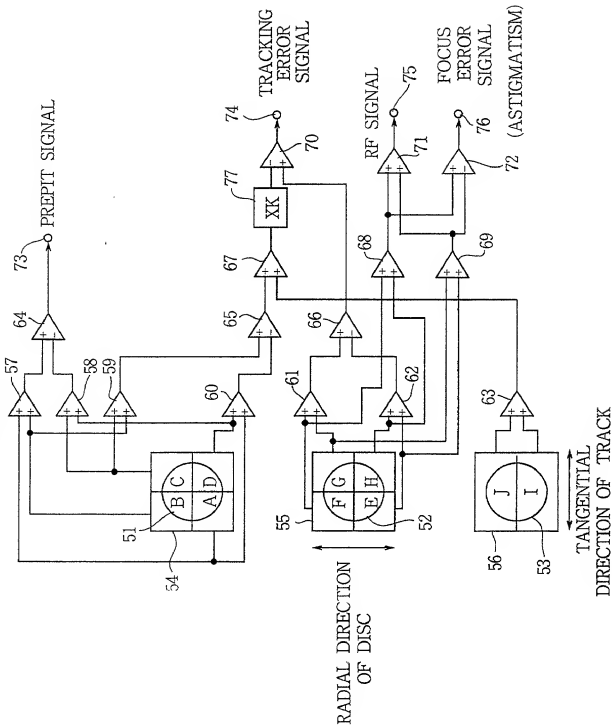 73
PREPIT SIGNAL
64
57
58
59
60
65
67
77
XK
70
74
TRACKING
ERROR
SIGNAL
51
54
B C
A D
61
62
66
68
69
71
72
RF SIGNAL
75
76
FOCUS
ERROR
SIGNAL
(ASTIGMATISM)
55
52
F G
E H
RADIAL DIRECTION
OF DISC
63
56
53
J
I
TANGENTIAL
DIRECTION OF TRACK
+
+
+
+
+
+
+
+
+
−
+
−
+
+
−
+
+
+
+
+
+
−
+
+
+
+
+
+
+
−